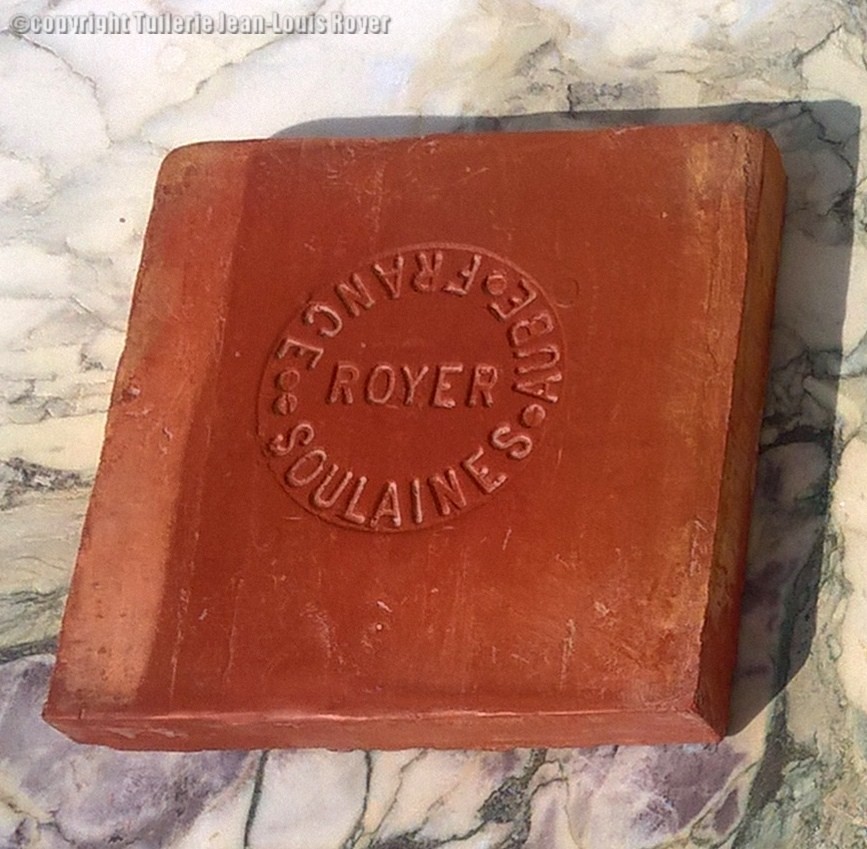 ©copyright Tuilerie Jean-Louis Royer
ROYER
SOULAINES•AUBE•FRANCE••